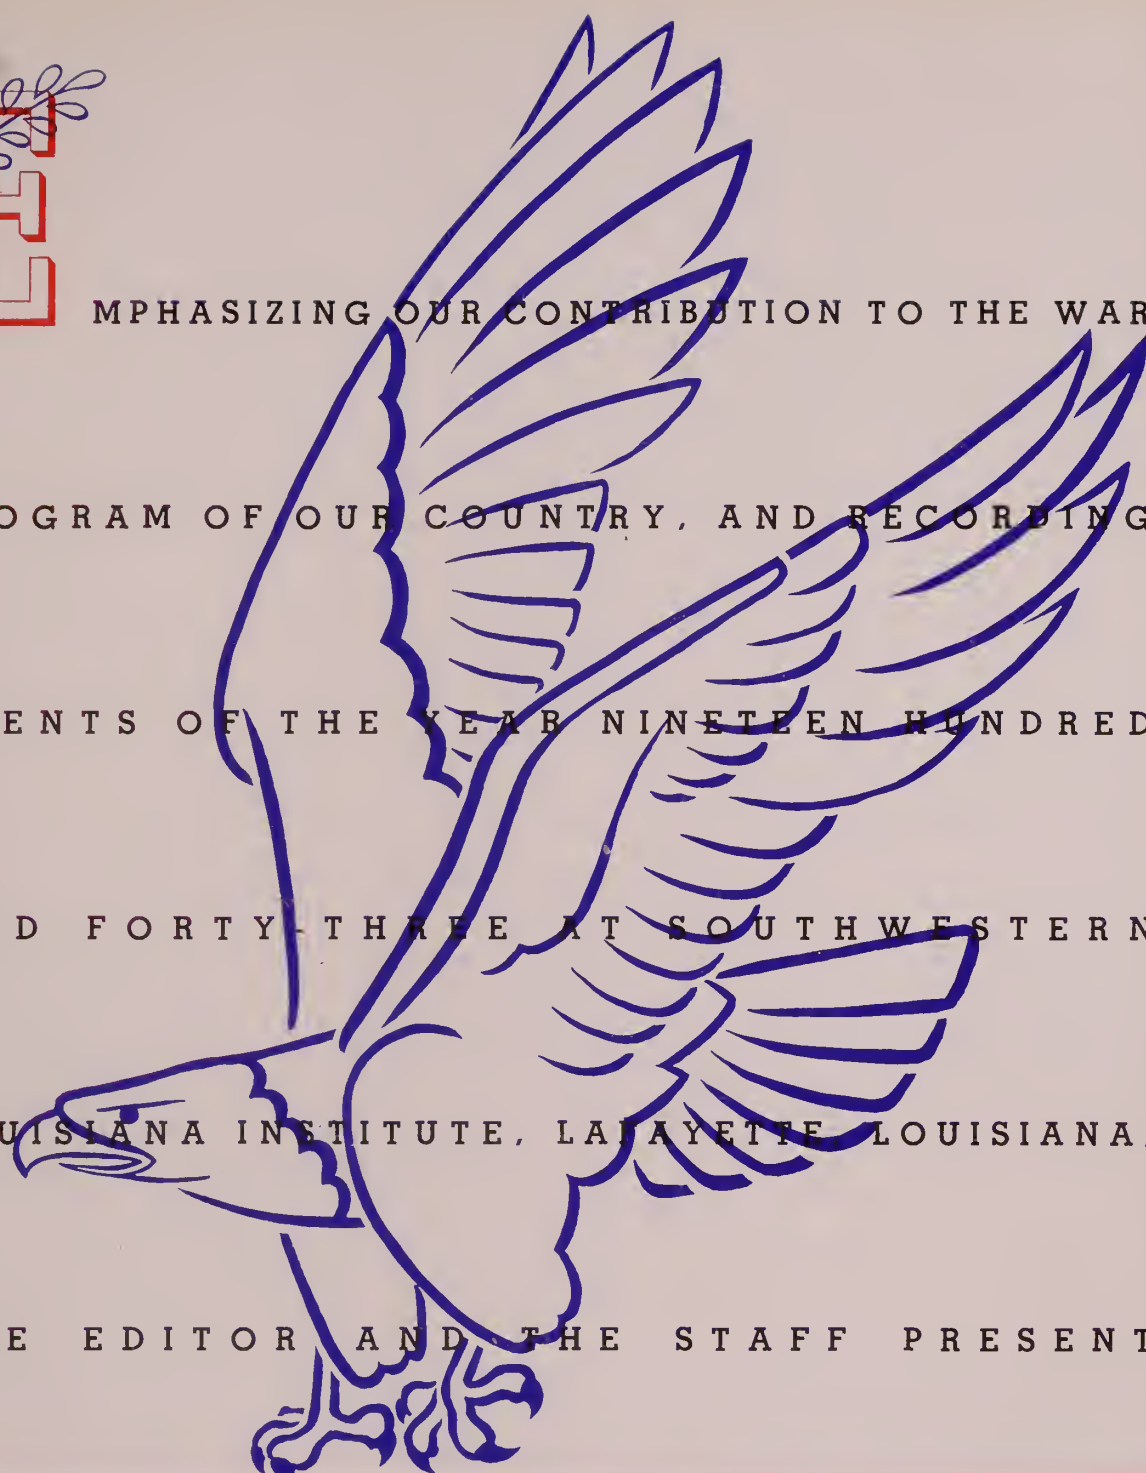 E
MPHASIZING OUR CONTRIBUTION TO THE WAR
OGRAM OF OUR COUNTRY, AND RECORDING
ENTS OF THE YEAR NINETEEN HUNDRED
D FORTY-THREE AT SOUTHWESTERN
UISIANA INSTITUTE, LAFAYETTE, LOUISIANA,
E EDITOR AND THE STAFF PRESENT